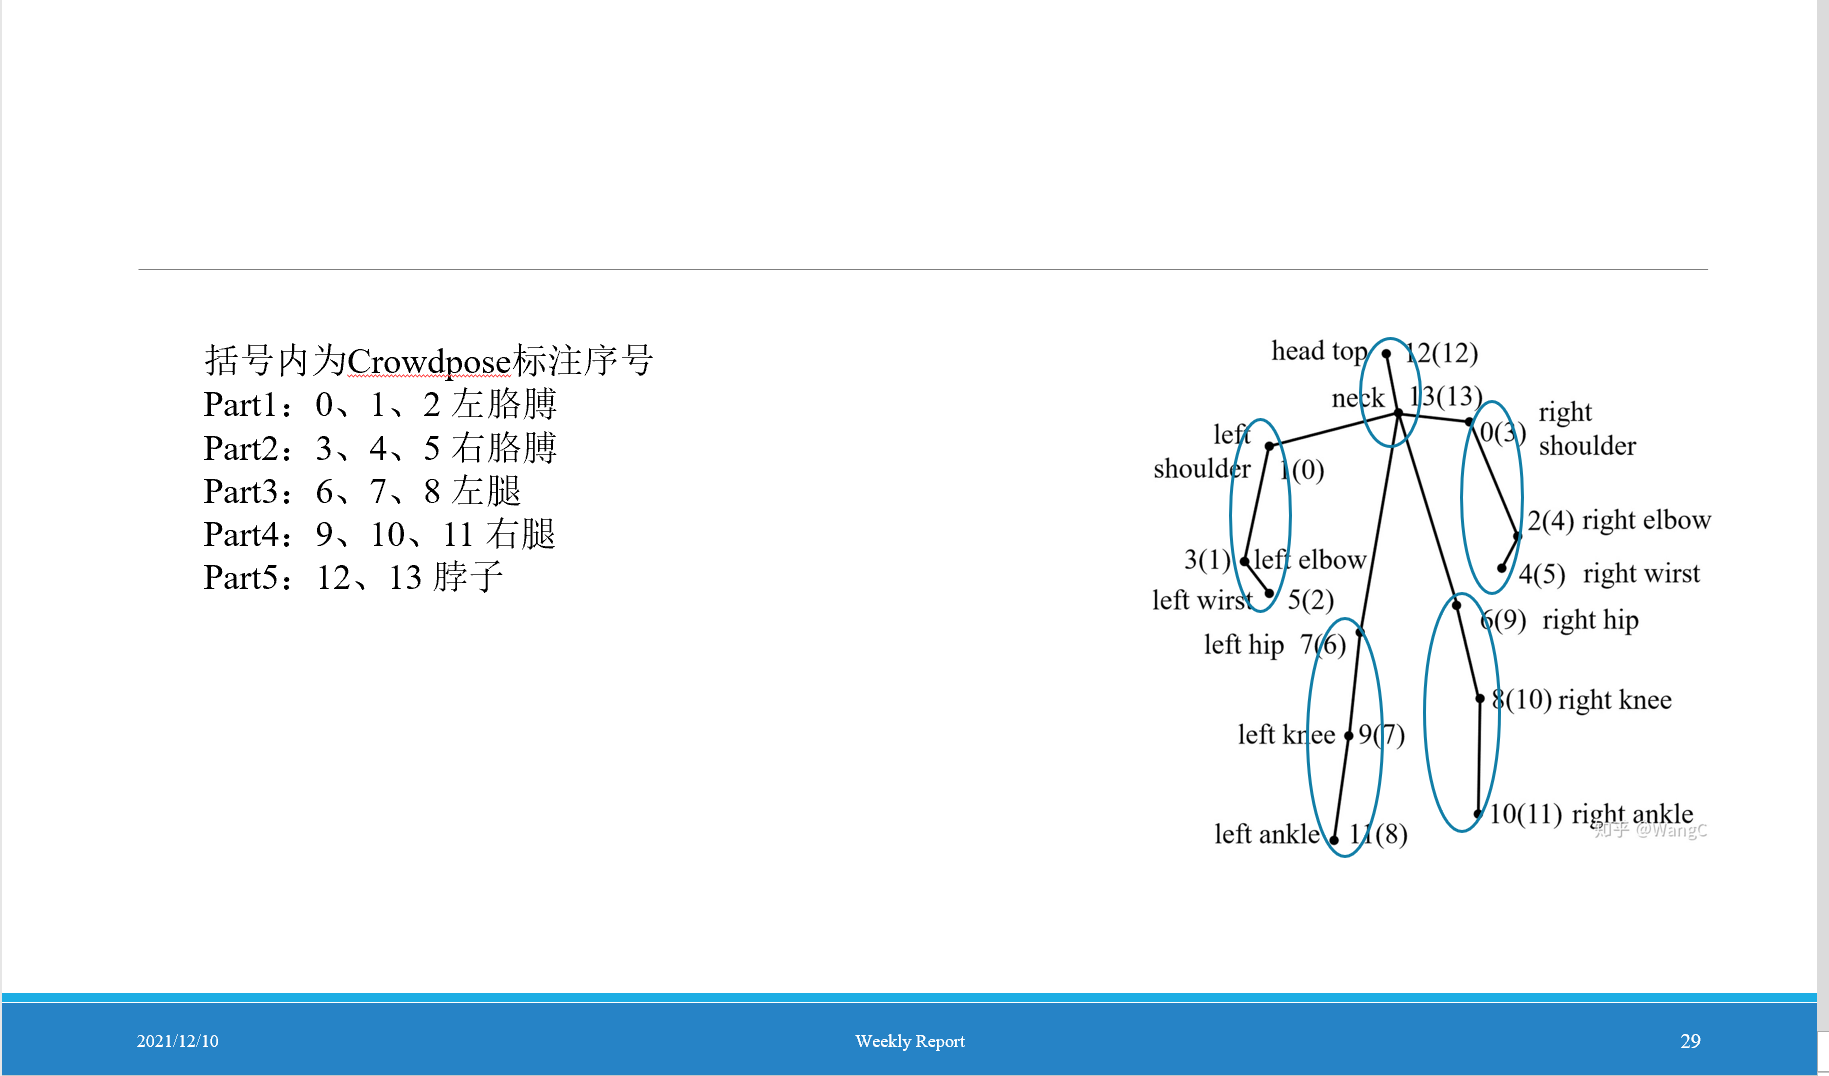 括号内为Crowdpose标注序号
Part1：0、1、2 左胳膊
Part2：3、4、5 右胳膊
Part3：6、7、8 左腿
Part4：9、10、11 右腿
Part5：12、13 脖子
head top 12(12)
neck 13(13)
right
shoulder
0(3)
left
shoulder
1(0)
2(4) right elbow
3(1) left elbow
4(5) right wirst
left wirst 5(2)
6(9) right hip
left hip 7(6)
8(10) right knee
left knee 9(7)
10(11) right ankle
知乎 @WangC
left ankle 11(8)
2021/12/10
Weekly Report
29